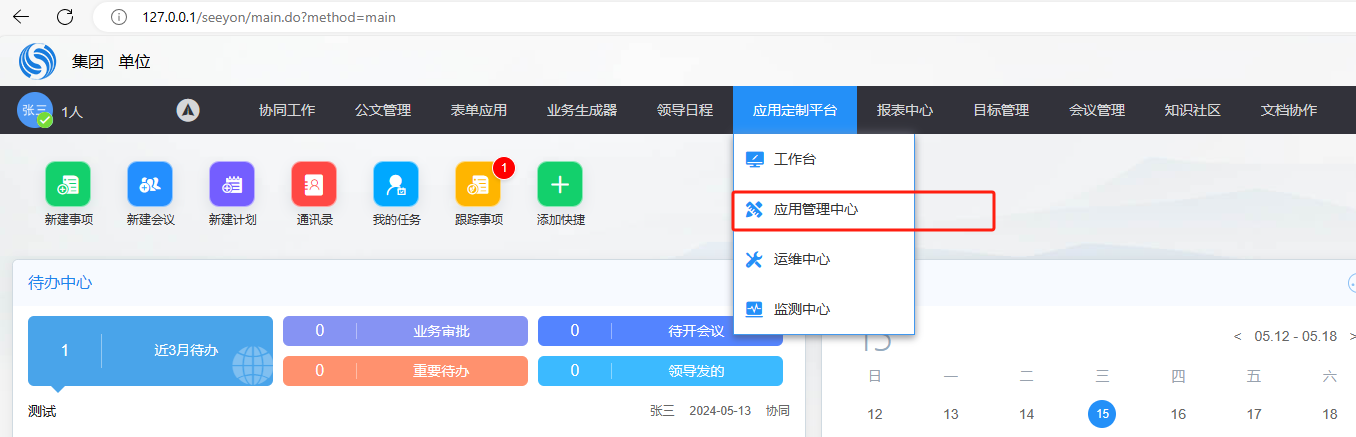 127.0.0.1/seeyon/main.do?method=main
集团 单位
张三 1人 协同工作 公文管理 表单应用 业务生成器 领导日程 应用定制平台 报表中心 目标管理 会议管理 知识社区 文档协作
工作台
应用管理中心
运维中心
监测中心
1
新建事项 新建会议 新建计划 通讯录 我的任务 跟踪事项 添加快捷
待办中心
1 近3月待办
0 业务审批
0 待开会议
0 重要待办
0 领导发的
测试 张三 2024-05-13 协同
15
< 05.12 - 05.18 >
日 一 二 三 四 五 六
12 13 14 15 16 17 18